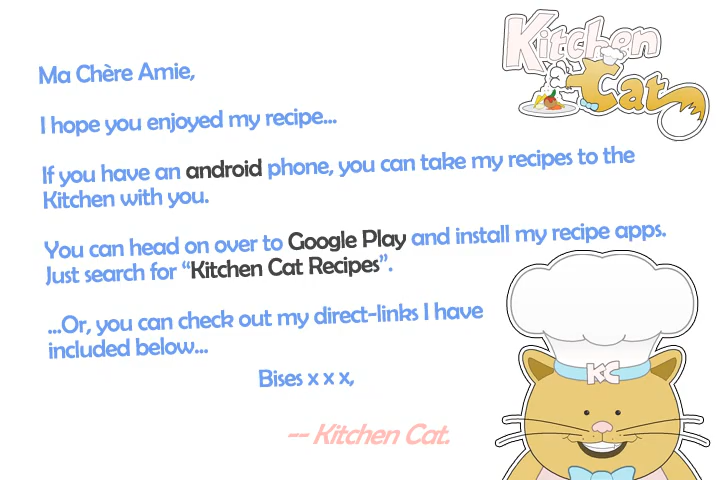 Kitchen
Cat
Ma Chère Amie,
I hope you enjoyed my recipe...
If you have an android phone, you can take my recipes to the
Kitchen with you.
You can head on over to Google Play and install my recipe apps.
Just search for “Kitchen Cat Recipes”.
...Or, you can check out my direct-links I have
included below...
Bises x x x,
-- Kitchen Cat.
KC